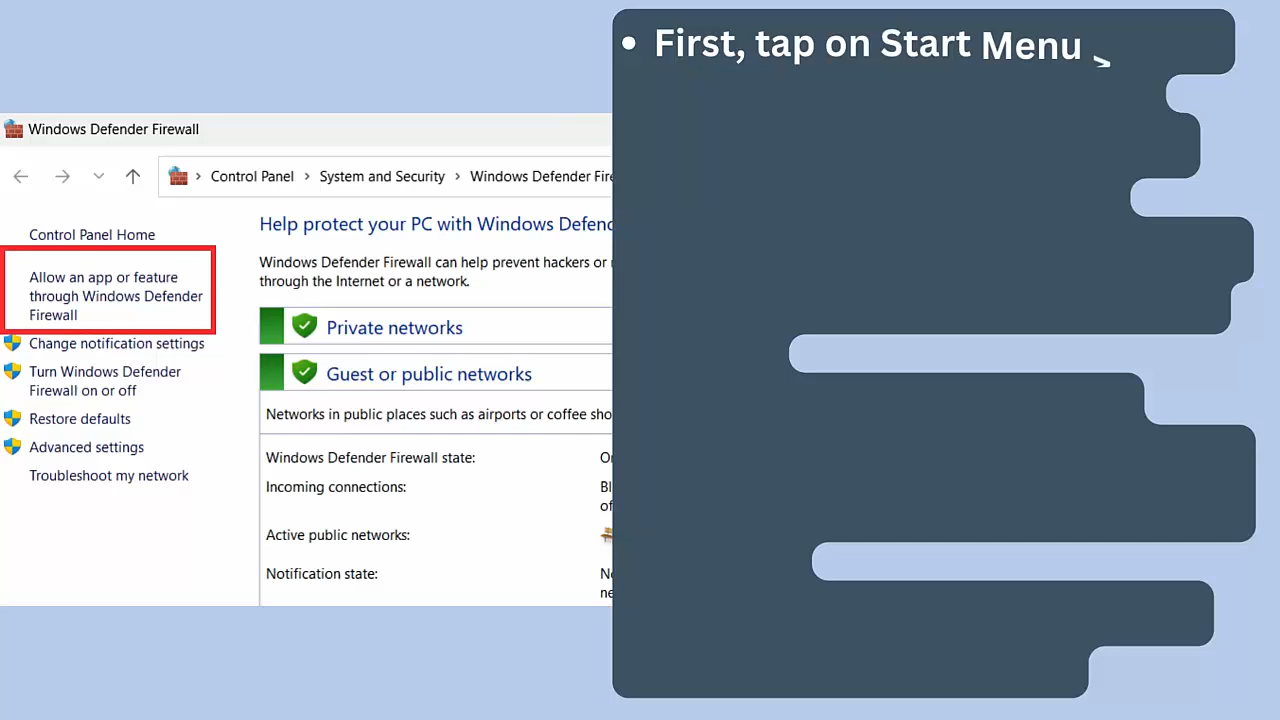 Windows Defender Firewall
Control Panel > System and Security > Windows Defender Fire
Control Panel Home
Allow an app or feature
through Windows Defender
Firewall
Change notification settings
Turn Windows Defender
Firewall on or off
Restore defaults
Advanced settings
Troubleshoot my network
Help protect your PC with Windows Defend
Windows Defender Firewall can help prevent hackers or
through the Internet or a network.
Private networks
Guest or public networks
Networks in public places such as airports or coffee sho
Windows Defender Firewall state:
Incoming connections:
Bl
of
Active public networks:
Notification state:
ne
• First, tap on Start Menu >